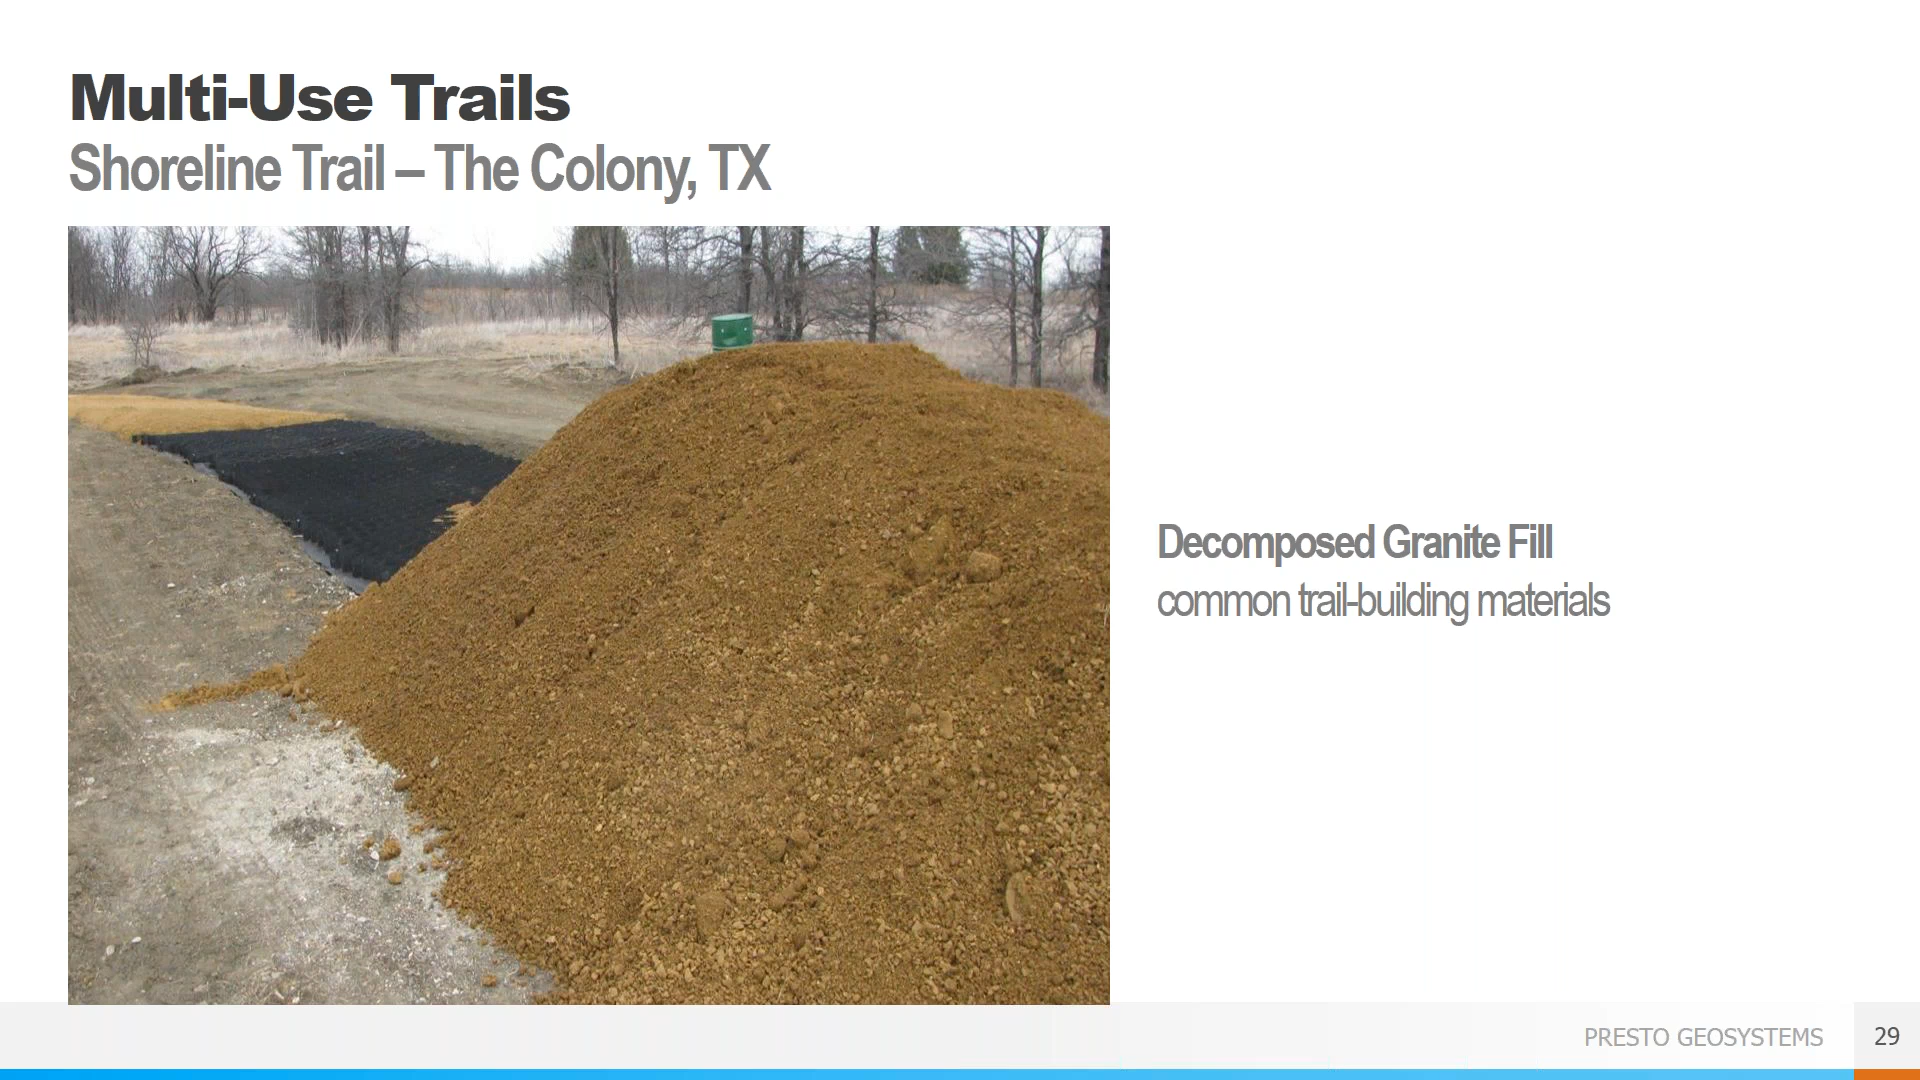 Multi-Use Trails
Shoreline Trail – The Colony, TX
Decomposed Granite Fill
common trail-building materials
PRESTO GEOSYSTEMS
29